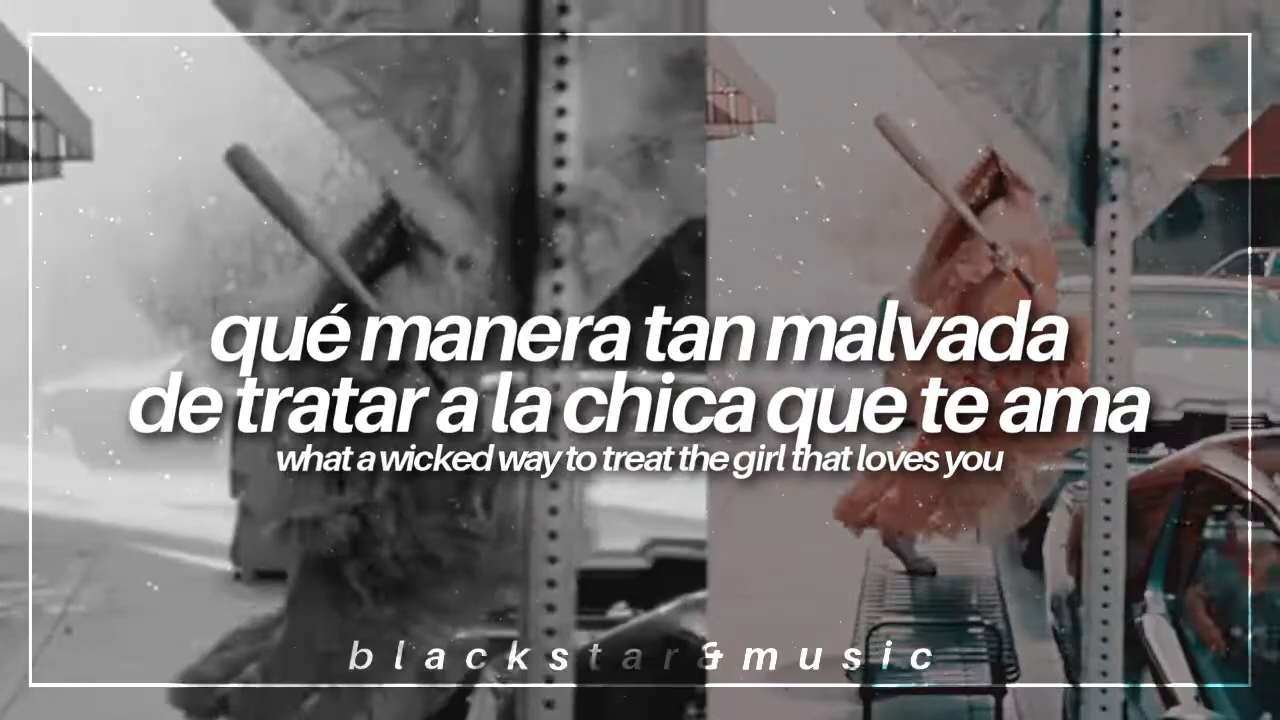 qué manera tan malvada
de tratar a la chica que te ama
what a wicked way to treat the girl that loves you
blackstar&music